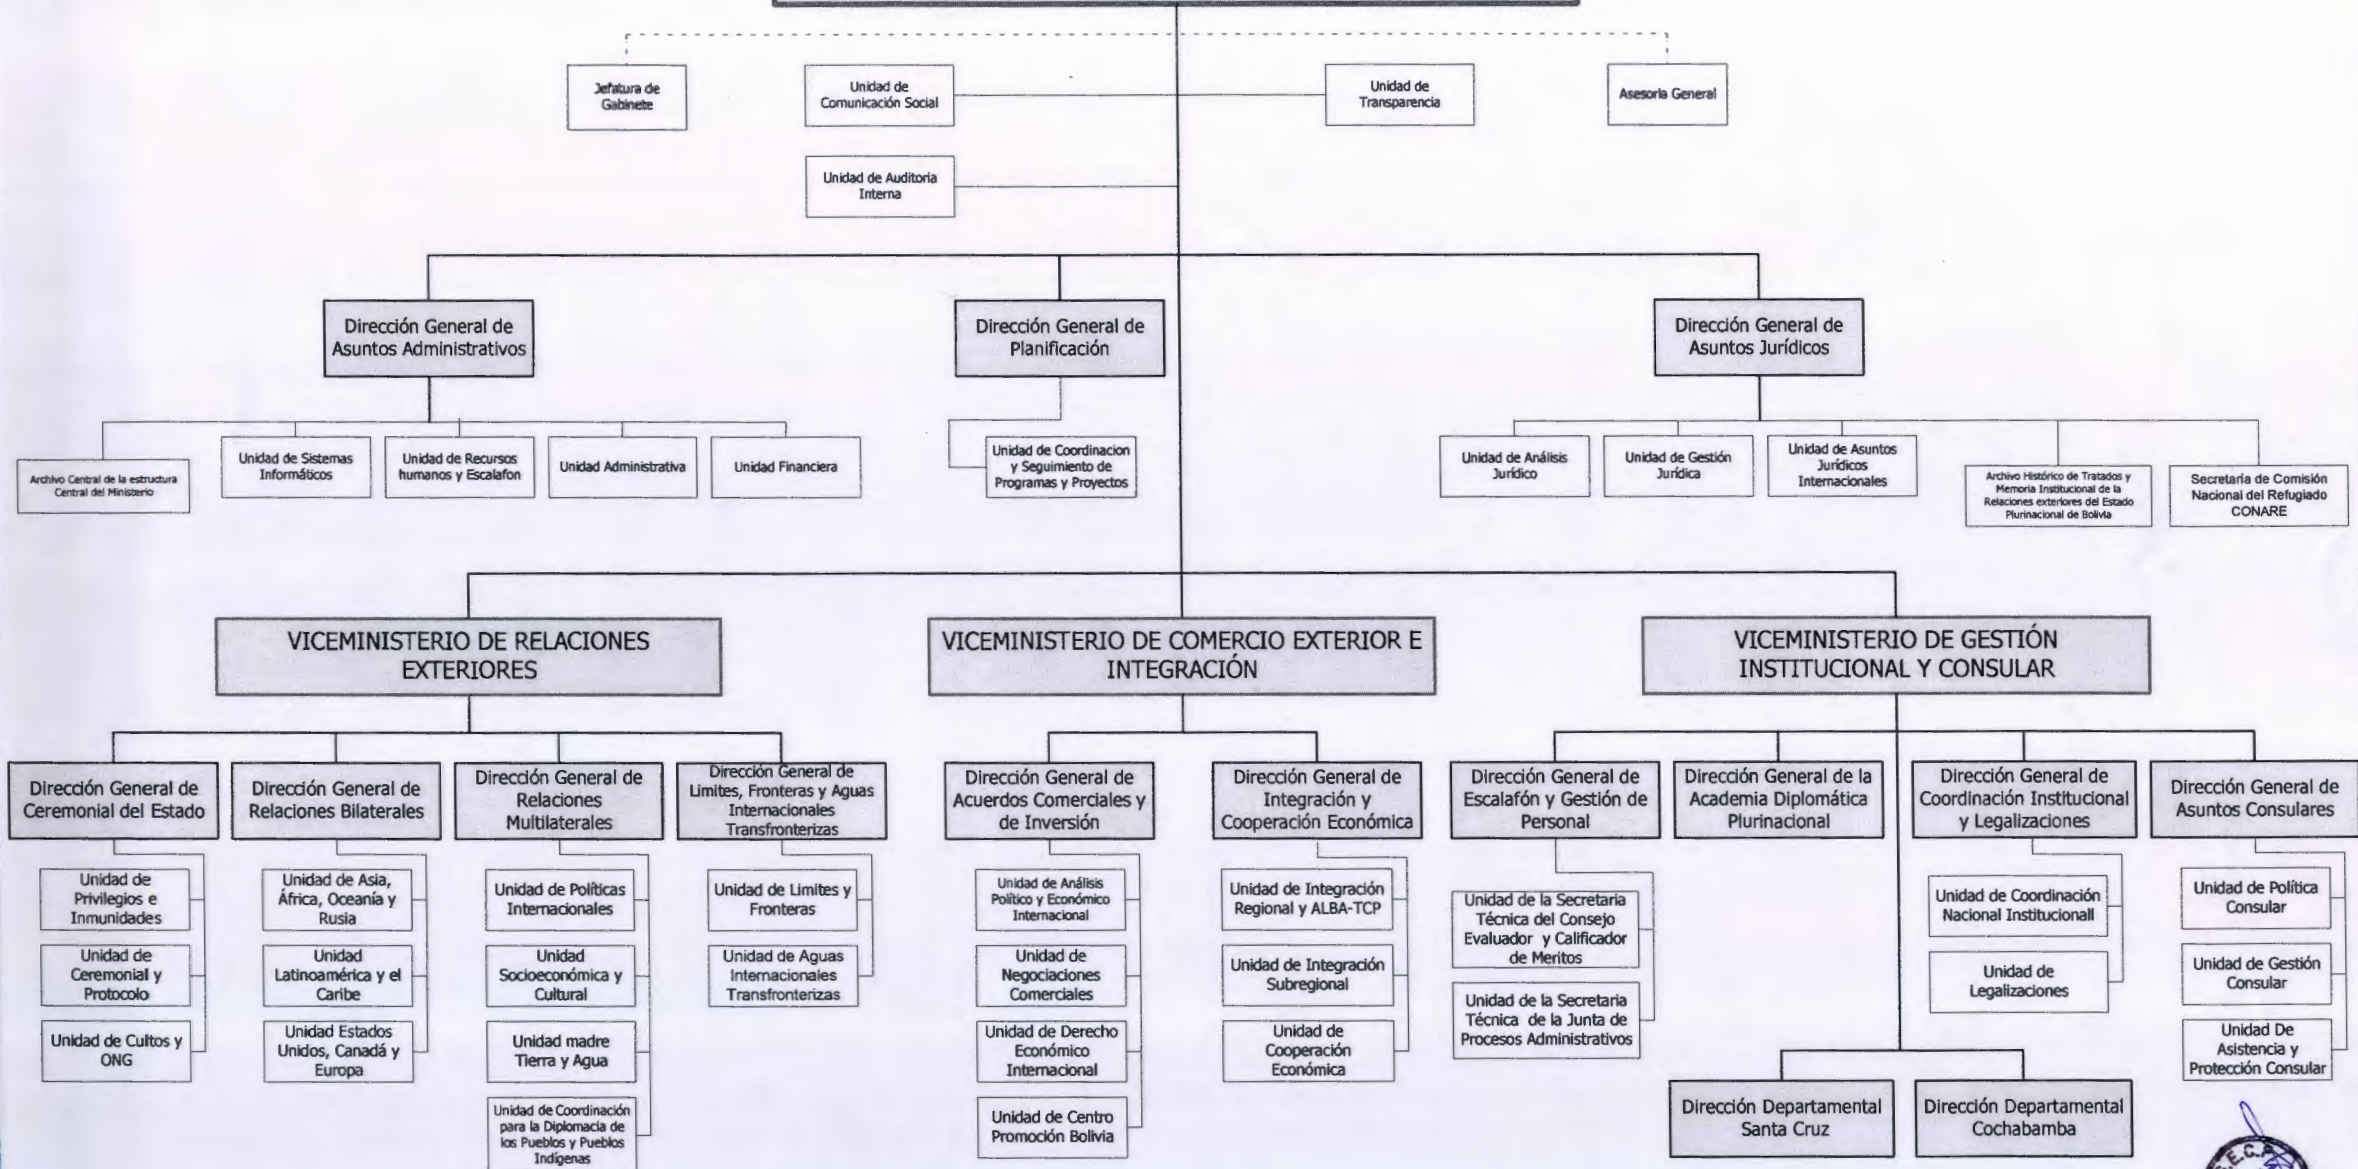 Jefatura de
Gabinete
Unidad de
Comunicación Social
Unidad de
Transparencia
Asesoría General
Unidad de Auditoria
Interna
Dirección General de
Asuntos Administrativos
Dirección General de
Planificación
Dirección General de
Asuntos Jurídicos
Archivo Central de la estructura
Central del Ministerio
Unidad de Sistemas
Informáticos
Unidad de Recursos
humanos y Escalafon
Unidad Administrativa
Unidad Financiera
Unidad de Coordinacion
y Seguimiento de
Programas y Proyectos
Unidad de Análisis
Jurídico
Unidad de Gestión
Jurídica
Unidad de Asuntos
Jurídicos
Internacionales
Archivo Histórico de Tratados y
Memoria Institucional de la
Relaciones exteriores del Estado
Plurinacional de Bolivia
Secretaría de Comisión
Nacional del Refugiado
CONARE
VICEMINISTERIO DE RELACIONES
EXTERIORES
VICEMINISTERIO DE COMERCIO EXTERIOR E
INTEGRACIÓN
VICEMINISTERIO DE GESTIÓN
INSTITUCIONAL Y CONSULAR
Dirección General de
Ceremonial del Estado
Dirección General de
Relaciones Bilaterales
Dirección General de
Relaciones
Multilaterales
Dirección General de
Limites, Fronteras y Aguas
Internacionales
Transfronterizas
Dirección General de
Acuerdos Comerciales y
de Inversión
Dirección General de
Integración y
Cooperación Económica
Dirección General de
Escalafón y Gestión de
Personal
Dirección General de la
Academia Diplomática
Plurinacional
Dirección General de
Coordinación Institucional
y Legalizaciones
Dirección General de
Asuntos Consulares
Unidad de
Privilegios e
Inmunidades
Unidad de
Ceremonial y
Protocolo
Unidad de Cultos y
ONG
Unidad de Asia,
África, Oceanía y
Rusia
Unidad
Latinoamérica y el
Caribe
Unidad Estados
Unidos, Canadá y
Europa
Unidad de Políticas
Internacionales
Unidad
Socioeconómica y
Cultural
Unidad madre
Tierra y Agua
Unidad de Coordinación
para la Diplomacia de
los Pueblos y Pueblos
Indígenas
Unidad de Limites y
Fronteras
Unidad de Aguas
Internacionales
Transfronterizas
Unidad de Análisis
Político y Económico
Internacional
Unidad de
Negociaciones
Comerciales
Unidad de Derecho
Económico
Internacional
Unidad de Centro
Promoción Bolivia
Unidad de Integración
Regional y ALBA-TCP
Unidad de Integración
Subregional
Unidad de
Cooperación
Económica
Unidad de la Secretaria
Técnica del Consejo
Evaluador y Calificador
de Meritos
Unidad de la Secretaria
Técnica de la Junta de
Procesos Administrativos
Unidad de Coordinación
Nacional Institucionall
Unidad de
Legalizaciones
Unidad de Política
Consular
Unidad de Gestión
Consular
Unidad De
Asistencia y
Protección Consular
Dirección Departamental
Santa Cruz
Dirección Departamental
Cochabamba